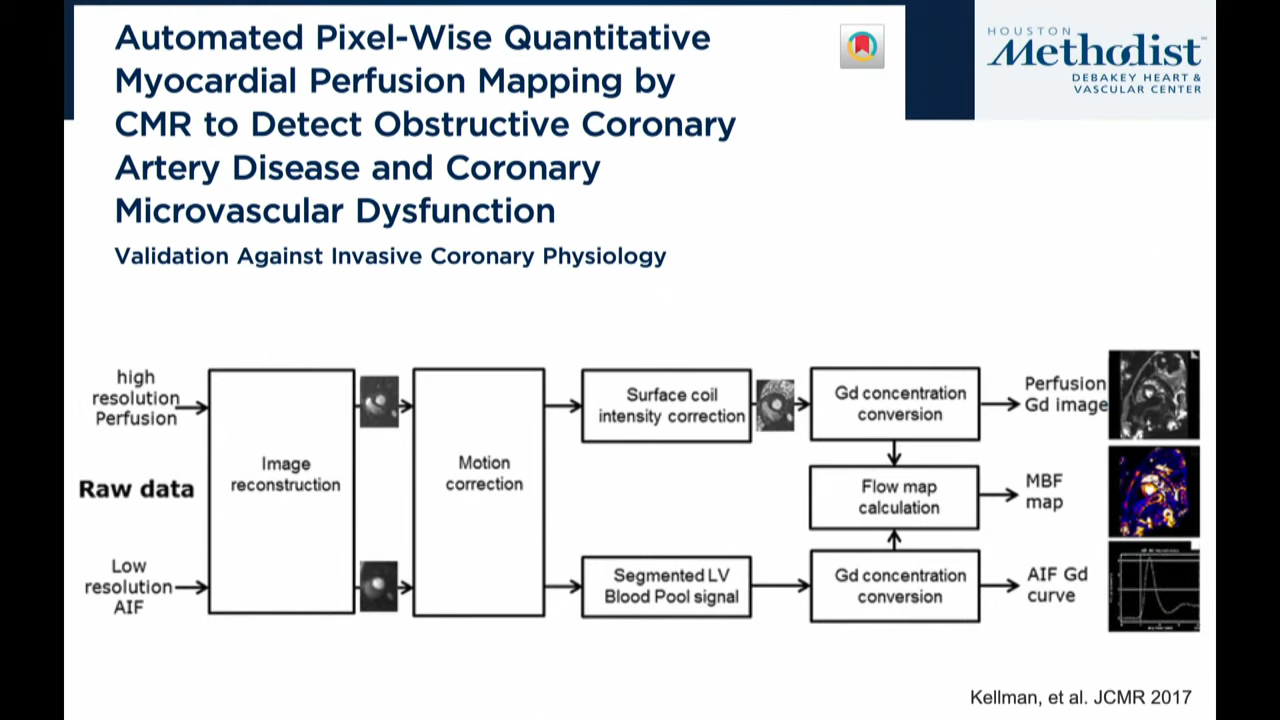 Automated Pixel-Wise Quantitative
Myocardial Perfusion Mapping by
CMR to Detect Obstructive Coronary
Artery Disease and Coronary
Microvascular Dysfunction
Validation Against Invasive Coronary Physiology
HOUSTON
Methodist
DEBAKEY HEART &
VASCULAR CENTER
high
resolution
Perfusion
Raw data
Low
resolution
AIF
Image
reconstruction
Motion
correction
Surface coil
intensity correction
Segmented LV
Blood Pool signal
Gd concentration
conversion
Flow map
calculation
Gd concentration
conversion
Perfusion
Gd image
MBF
map
AIF Gd
curve
Kellman, et al. JCMR 2017